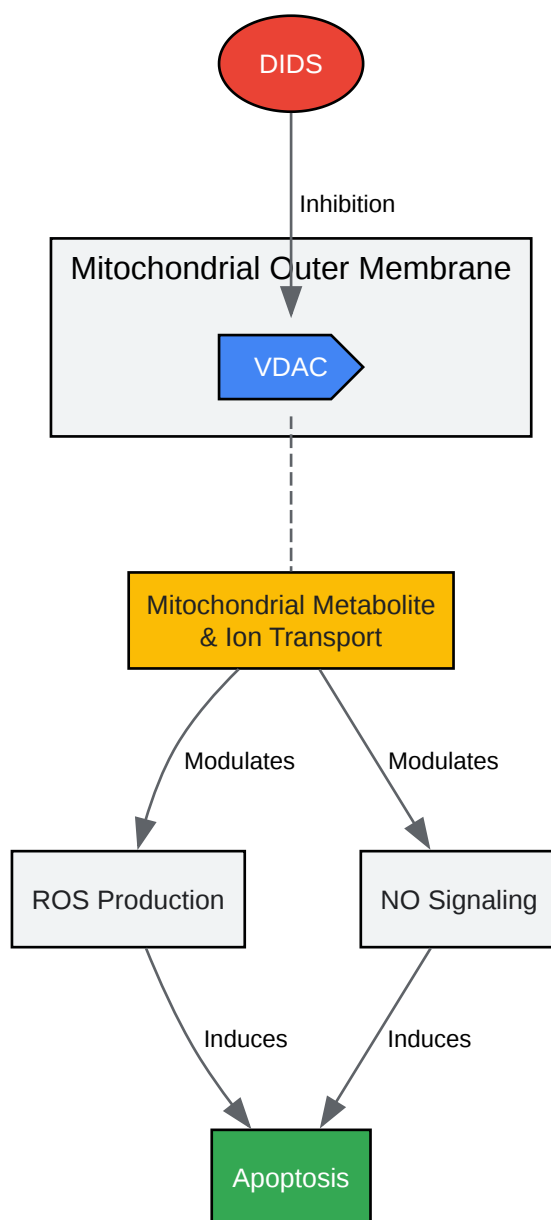 DIDS
Inhibition
Mitochondrial Outer Membrane
VDAC
Mitochondrial Metabolite
& Ion Transport
Modulates
Modulates
ROS Production
NO Signaling
Induces
Induces
Apoptosis